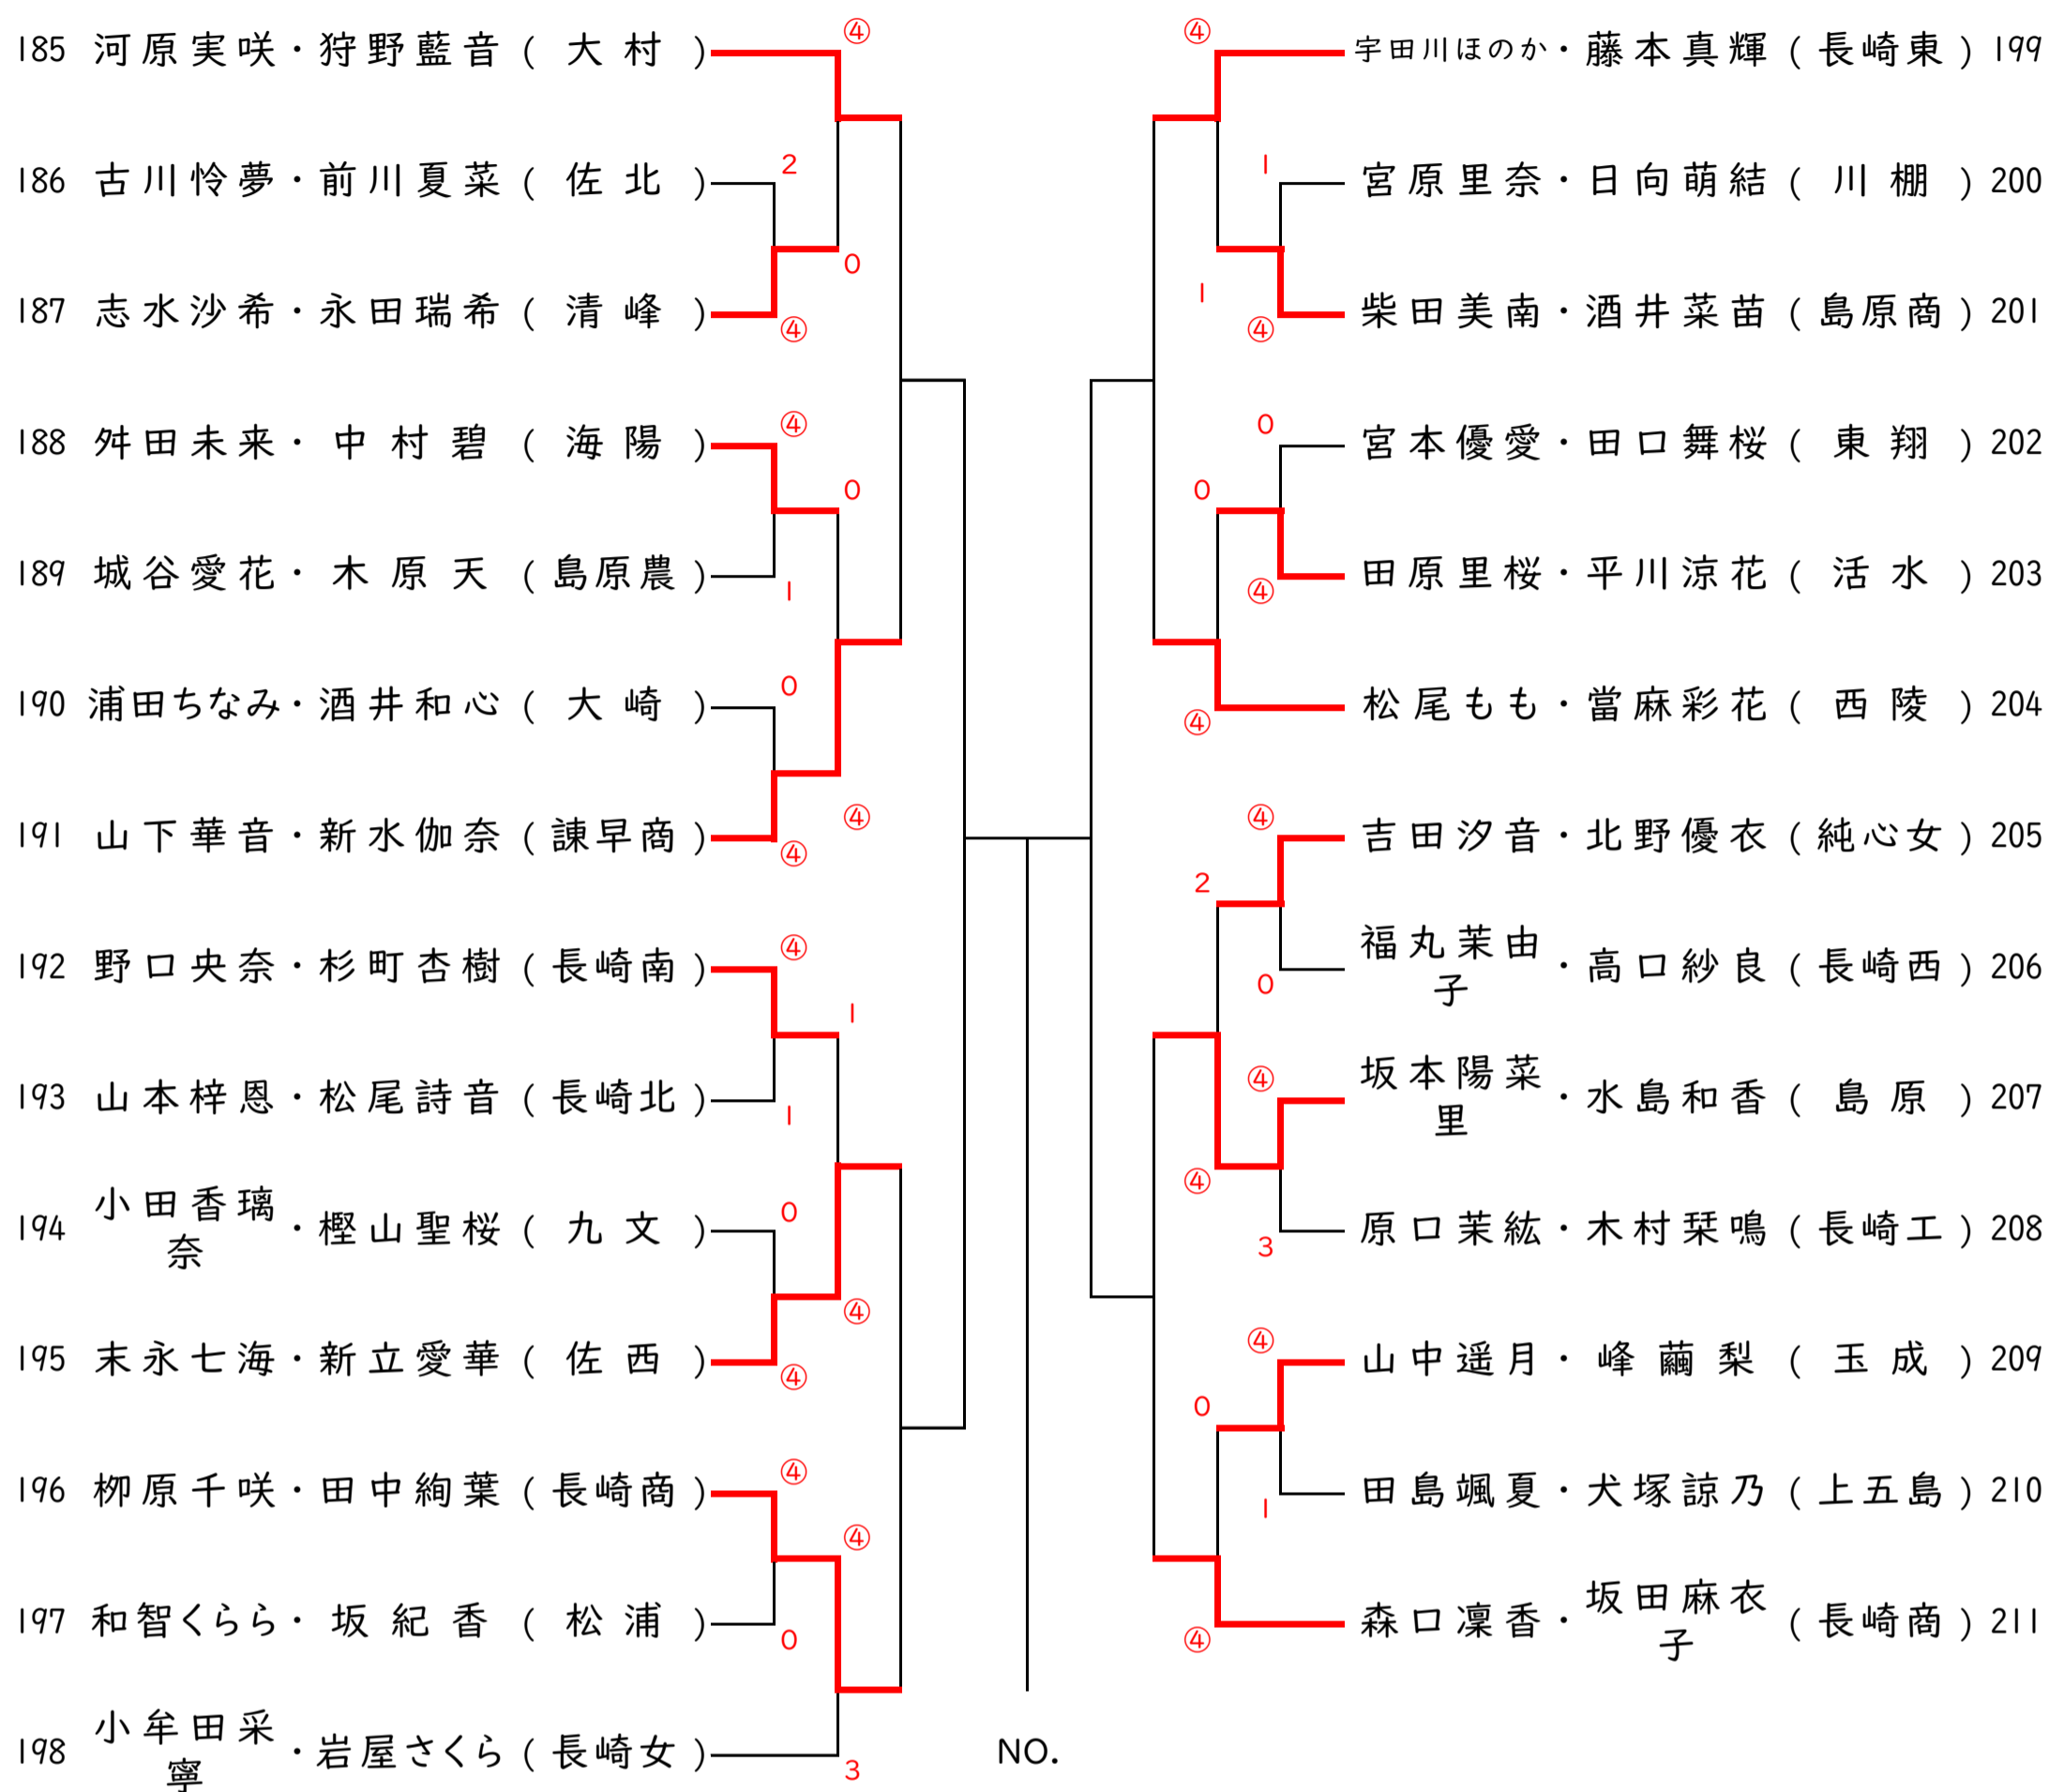 ④
185 河原実咲・狩野藍音 ( 大村 )
2
186 古川怜夢・前川夏菜 ( 佐北 )
0
187 志水沙希・永田瑞希 ( 清峰 )
④
④
188 舛田未来・中村碧 ( 海陽 )
0
189 城谷愛花・木原天 ( 島原農 )
1
0
190 浦田ちなみ・酒井和心 ( 大崎 )
④
191 山下華音・新水伽奈 ( 諫早商 )
④
④
192 野口央奈・杉町杏樹 ( 長崎南 )
1
193 山本梓恩・松尾詩音 ( 長崎北 )
1
0
194 小田香璃奈・樫山聖桜 ( 九文 )
④
195 末永七海・新立愛華 ( 佐西 )
④
④
196 栁原千咲・田中絢葉 ( 長崎商 )
④
197 和智くらら・坂紀香 ( 松浦 )
0
198 小牟田采寧・岩屋さくら ( 長崎女 )
3
④
宇田川ほのか・藤本真輝 ( 長崎東 ) 199
1
宮原里奈・日向萌結 ( 川棚 ) 200
1
柴田美南・酒井菜苗 ( 島原商 ) 201
④
0
宮本優愛・田口舞桜 ( 東翔 ) 202
0
田原里桜・平川涼花 ( 活水 ) 203
④
松尾もも・當麻彩花 ( 西陵 ) 204
④
④
吉田汐音・北野優衣 ( 純心女 ) 205
2
福丸茉由子・高口紗良 ( 長崎西 ) 206
0
④
坂本陽菜里・水島和香 ( 島原 ) 207
④
原口茉紘・木村栞鳴 ( 長崎工 ) 208
3
④
山中遥月・峰繭梨 ( 玉成 ) 209
0
田島颯夏・犬塚諒乃 ( 上五島 ) 210
1
森口凜香・坂田麻衣子 ( 長崎商 ) 211
④
NO.